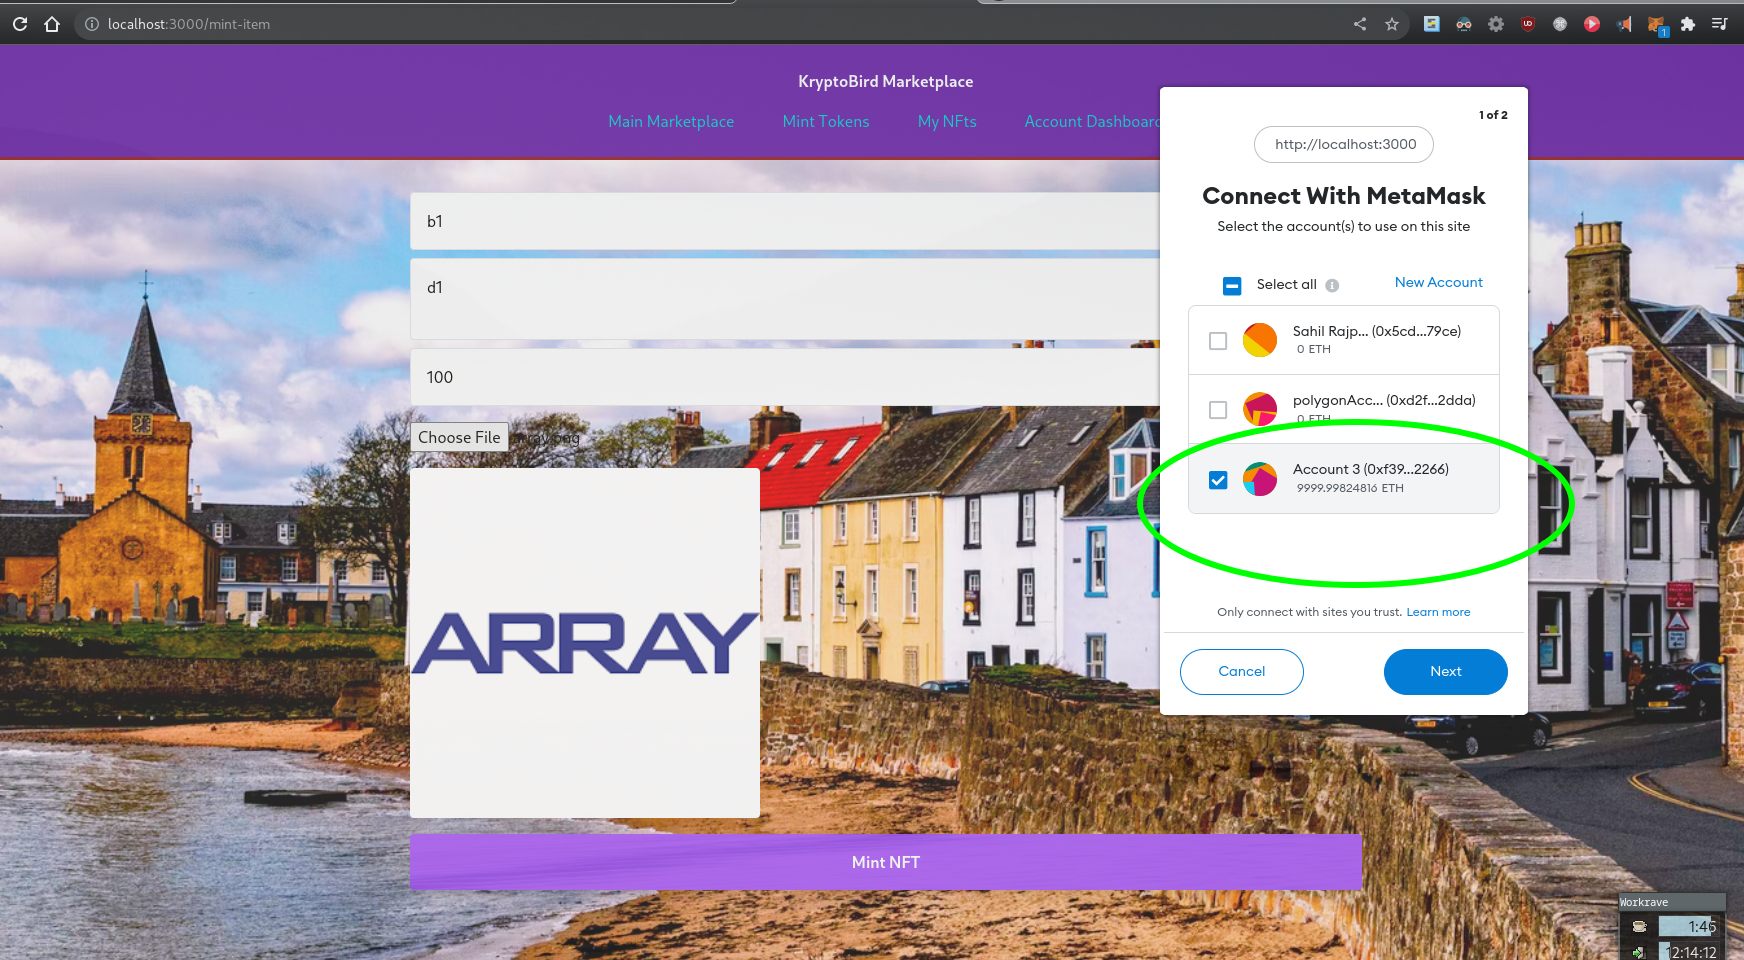 localhost:3000/mint-item
1
KryptoBird Marketplace
Main Marketplace
Mint Tokens
My NFts
Account Dashboard
b1
d1
100
Choose File array.png
ARRAY
Mint NFT
1 of 2
http://localhost:3000
Connect With MetaMask
Select the account(s) to use on this site
Select all
New Account
Sahil Rajp... (0x5cd...79ce)
0 ETH
polygonAcc... (0xd2f...2dda)
0 ETH
Account 3 (0xf39...2266)
9999.99824816 ETH
Only connect with sites you trust. Learn more
Cancel
Next
Workrave
1:46
12:14:12